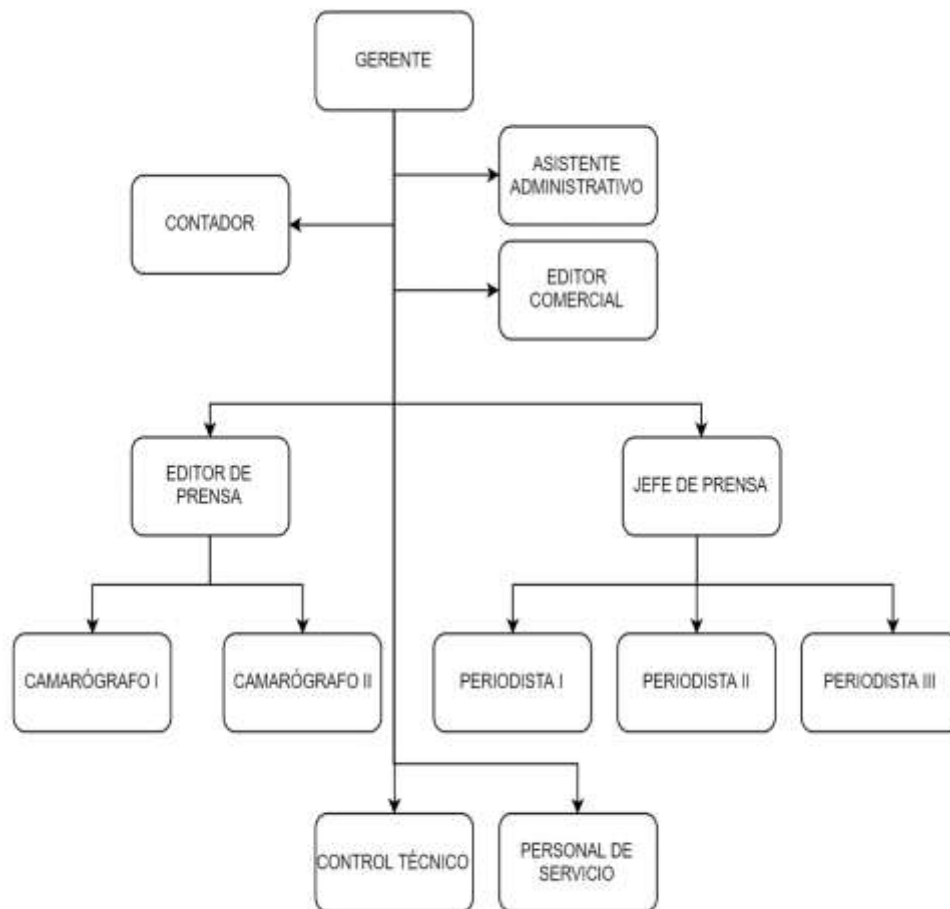 GERENTE
ASISTENTE
ADMINISTRATIVO
CONTADOR
EDITOR
COMERCIAL
EDITOR DE
PRENSA
JEFE DE PRENSA
CAMARÓGRAFO I
CAMARÓGRAFO II
PERIODISTA I
PERIODISTA II
PERIODISTA III
CONTROL TÉCNICO
PERSONAL DE
SERVICIO